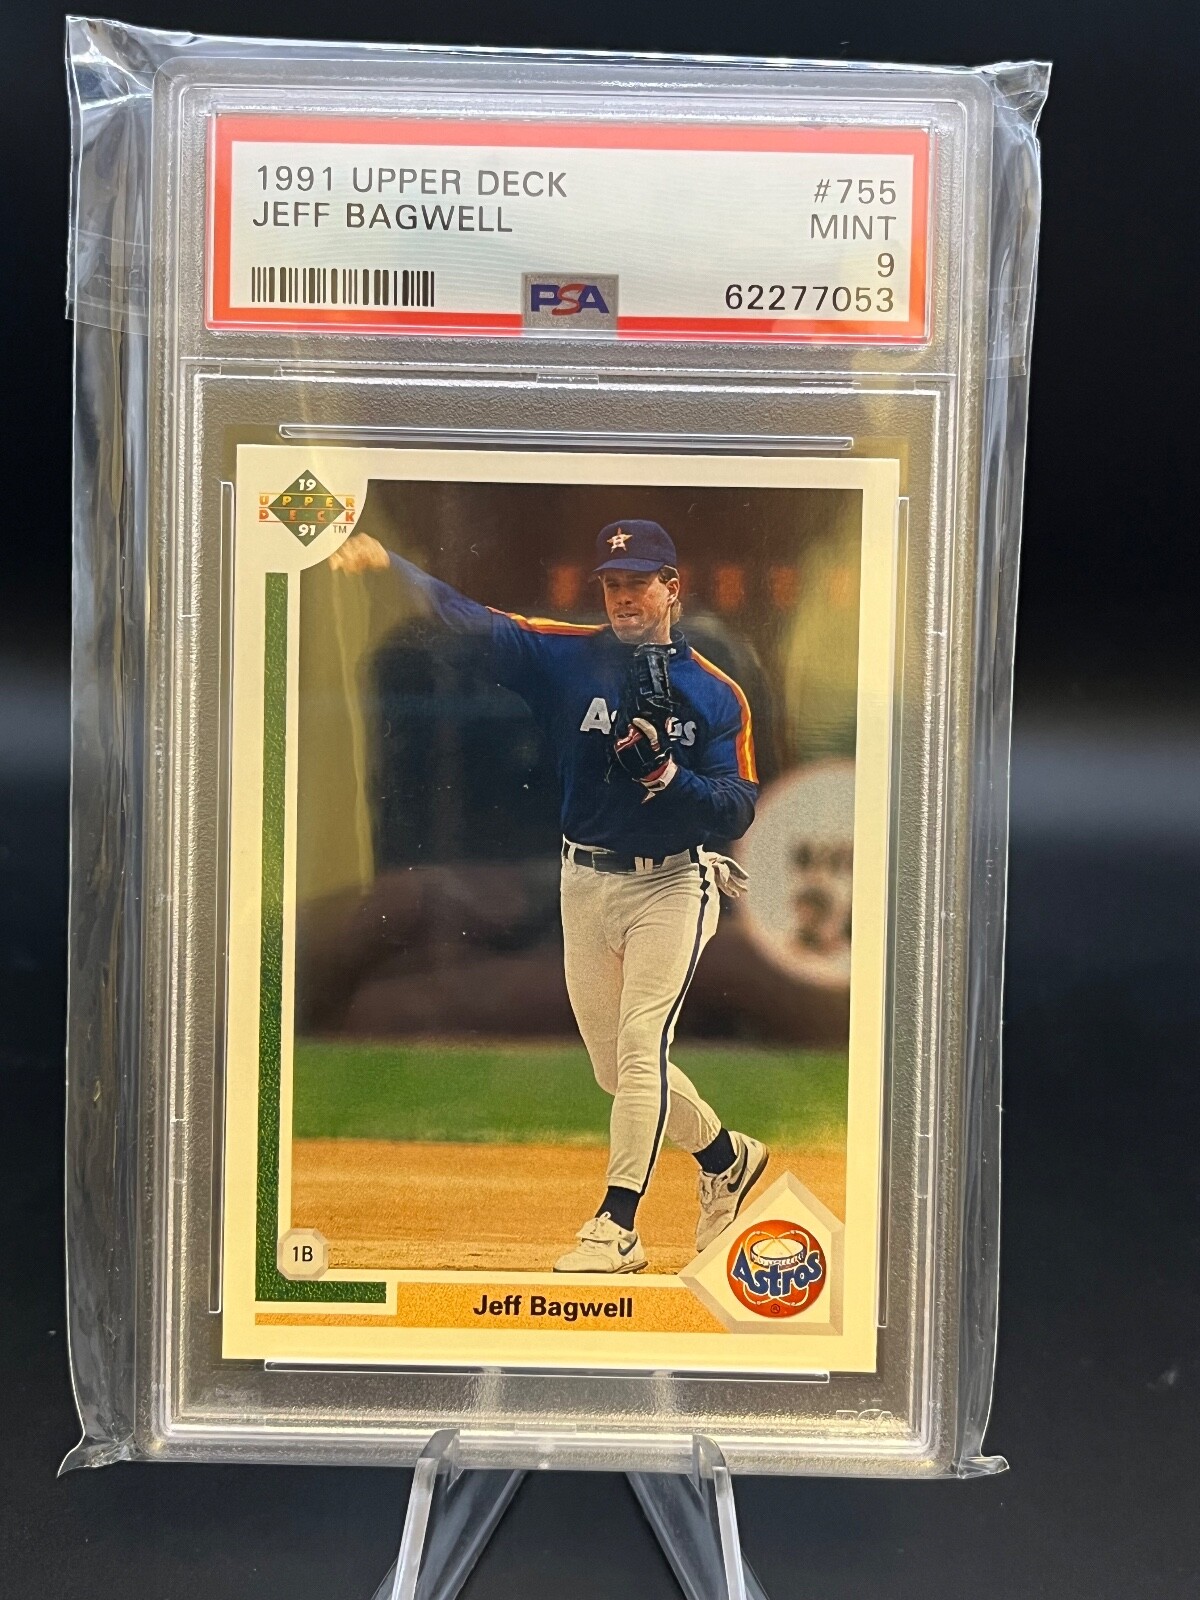 1991 UPPER DECK #755
JEFF BAGWELL MINT
9
PSA 62277053
19
UPPER
DECK
91 TM
Astros
1B
Jeff Bagwell
Astros
®